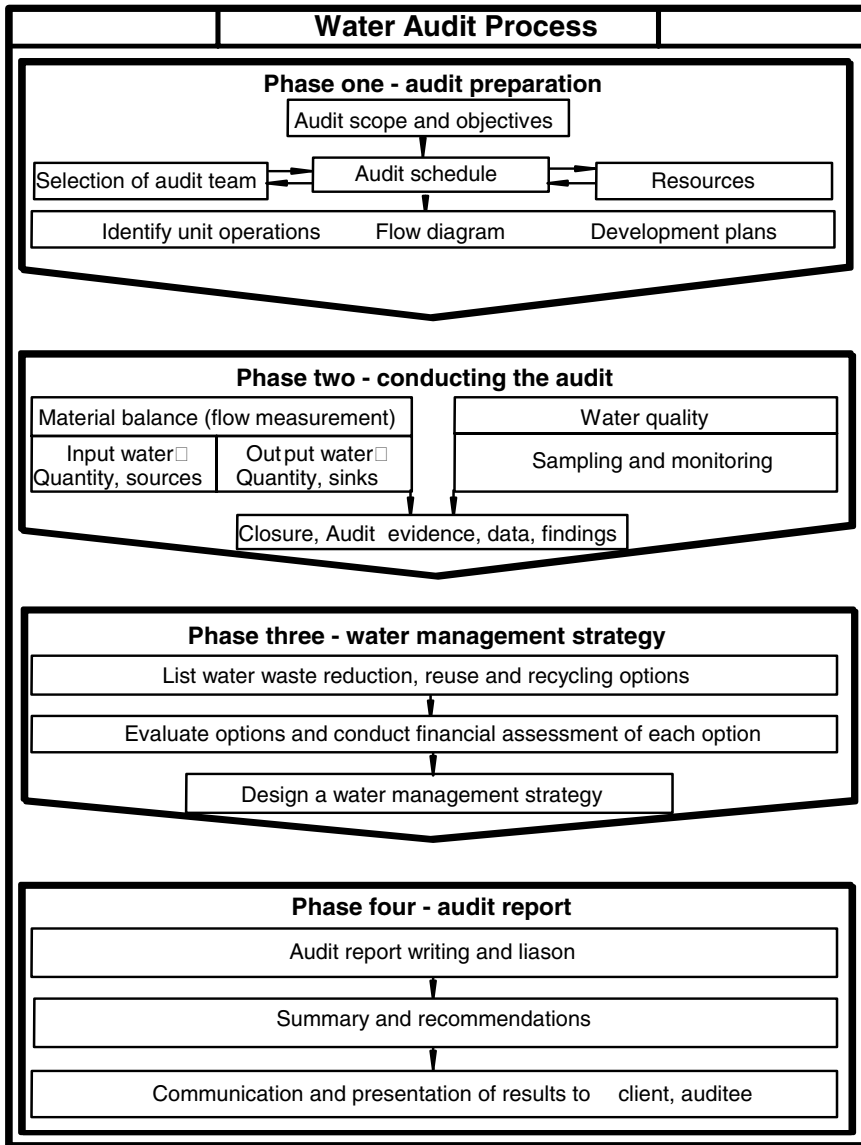 Water Audit Process
Phase one - audit preparation
Audit scope and objectives
Selection of audit team
Audit schedule
Resources
Identify unit operations Flow diagram Development plans
Phase two - conducting the audit
Material balance (flow measurement)
Water quality
Input water□
Quantity, sources
Output water□
Quantity, sinks
Sampling and monitoring
Closure, Audit evidence, data, findings
Phase three - water management strategy
List water waste reduction, reuse and recycling options
Evaluate options and conduct financial assessment of each option
Design a water management strategy
Phase four - audit report
Audit report writing and liason
Summary and recommendations
Communication and presentation of results to client, auditee